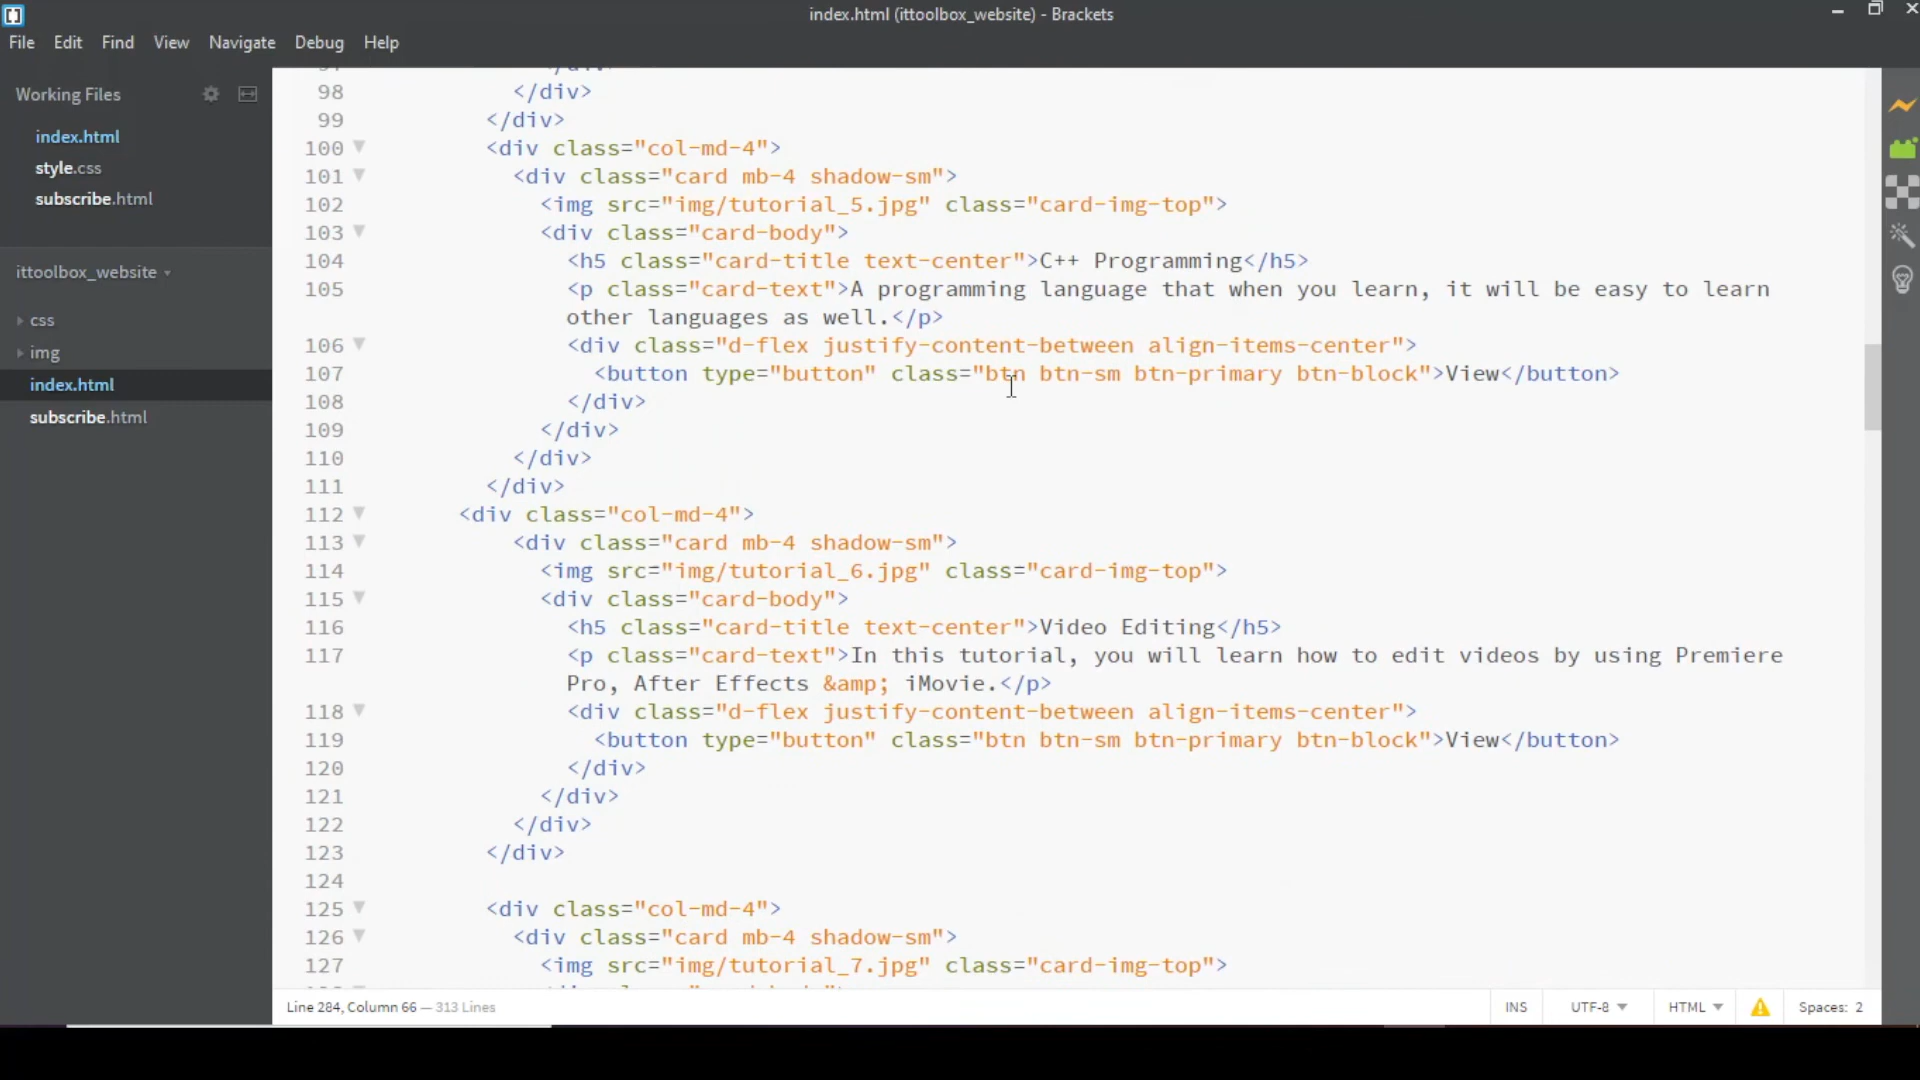 index.html (ittoolbox_website) - Brackets
File Edit Find View Navigate Debug Help
Working Files
index.html
style.css
subscribe.html
ittoolbox_website
css
img
index.html
subscribe.html
98 </div>
99 </div>
100 <div class="col-md-4">
101 <div class="card mb-4 shadow-sm">
102 <img src="img/tutorial_5.jpg" class="card-img-top">
103 <div class="card-body">
104 <h5 class="card-title text-center">C++ Programming</h5>
105 <p class="card-text">A programming language that when you learn, it will be easy to learn
other languages as well.</p>
106 <div class="d-flex justify-content-between align-items-center">
107 <button type="button" class="btn btn-sm btn-primary btn-block">View</button>
108 </div>
109 </div>
110 </div>
111 </div>
112 <div class="col-md-4">
113 <div class="card mb-4 shadow-sm">
114 <img src="img/tutorial_6.jpg" class="card-img-top">
115 <div class="card-body">
116 <h5 class="card-title text-center">Video Editing</h5>
117 <p class="card-text">In this tutorial, you will learn how to edit videos by using Premiere
Pro, After Effects &amp; iMovie.</p>
118 <div class="d-flex justify-content-between align-items-center">
119 <button type="button" class="btn btn-sm btn-primary btn-block">View</button>
120 </div>
121 </div>
122 </div>
123 </div>
124
125 <div class="col-md-4">
126 <div class="card mb-4 shadow-sm">
127 <img src="img/tutorial_7.jpg" class="card-img-top">
Line 284, Column 66 — 313 Lines
INS UTF-8 HTML Spaces: 2